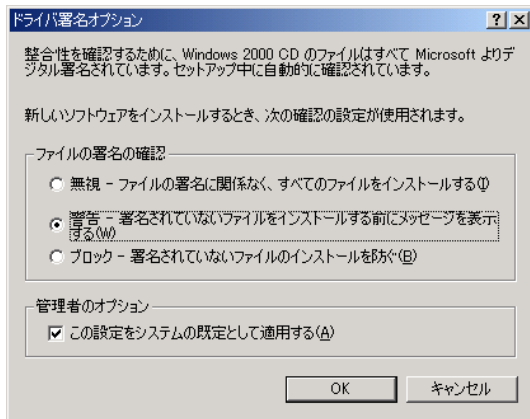 ドライバ署名オプション
整合性を確認するために、Windows 2000 CD のファイルはすべて Microsoft よりデ
ジタル署名されています。セットアップ中に自動的に確認されています。
新しいソフトウェアをインストールするとき、次の確認の設定が使用されます。
ファイルの署名の確認
無視 - ファイルの署名に関係なく、すべてのファイルをインストールする(I)
警告 - 署名されていないファイルをインストールする前にメッセージを表示
する(W)
ブロック - 署名されていないファイルのインストールを防ぐ(B)
管理者のオプション
この設定をシステムの既定として適用する(A)
OK キャンセル